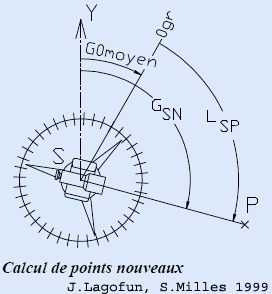 Y
G0moyen
0gr
GSN
LSP
S
P
Calcul de points nouveaux
J.Lagofun, S.Milles 1999